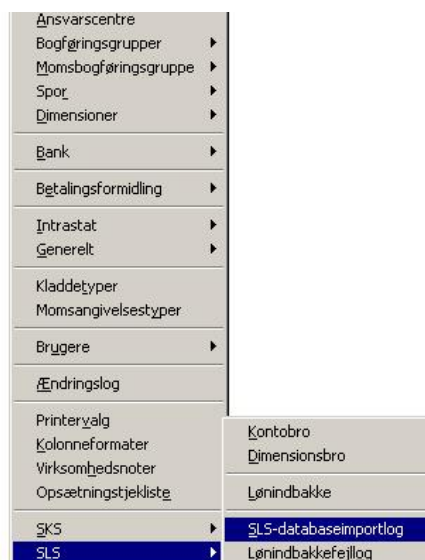 Ansvarscentre
Bogføringsgrupper
Momsbogføringsgruppe
Spor
Dimensioner
Bank
Betalingsformidling
Intrastat
Generelt
Kladdetyper
Momsangivelsestyper
Brugere
Ændringslog
Printervalg
Kolonneformater
Virksomhedsnoter
Opsætningstjekliste
SKS
SLS
Kontobro
Dimensionsbro
Lønindbakke
SLS-databaseimportlog
Lønindbakkefejllog